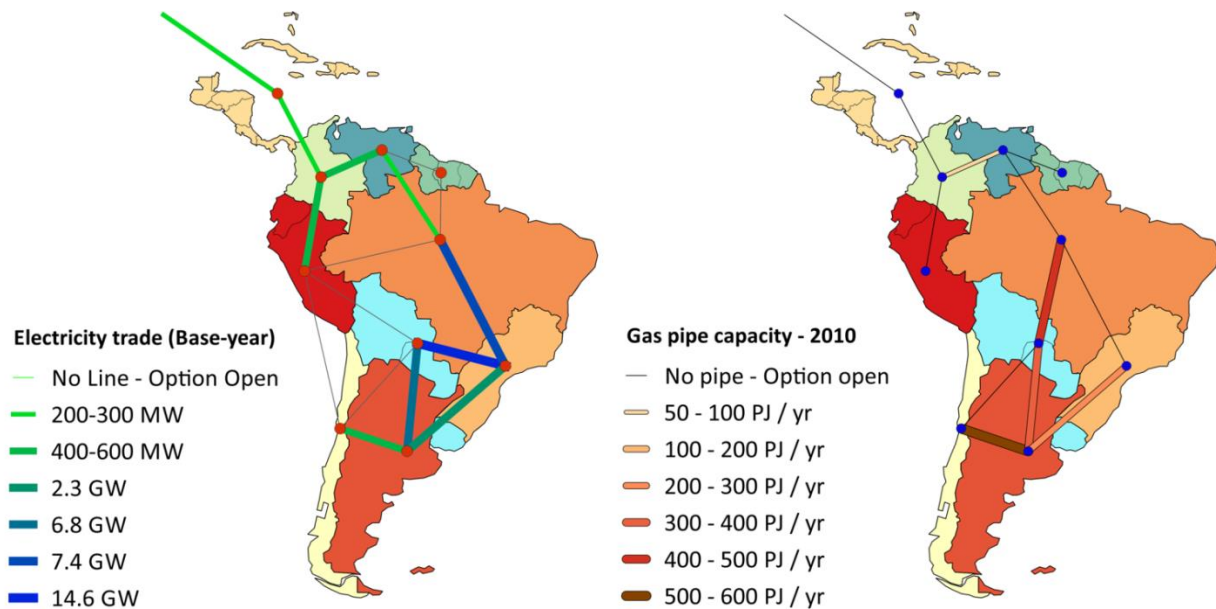 Electricity trade (Base-year)
No Line - Option Open
200-300 MW
400-600 MW
2.3 GW
6.8 GW
7.4 GW
14.6 GW
Gas pipe capacity - 2010
No pipe - Option open
50 - 100 PJ / yr
100 - 200 PJ / yr
200 - 300 PJ / yr
300 - 400 PJ / yr
400 - 500 PJ / yr
500 - 600 PJ / yr